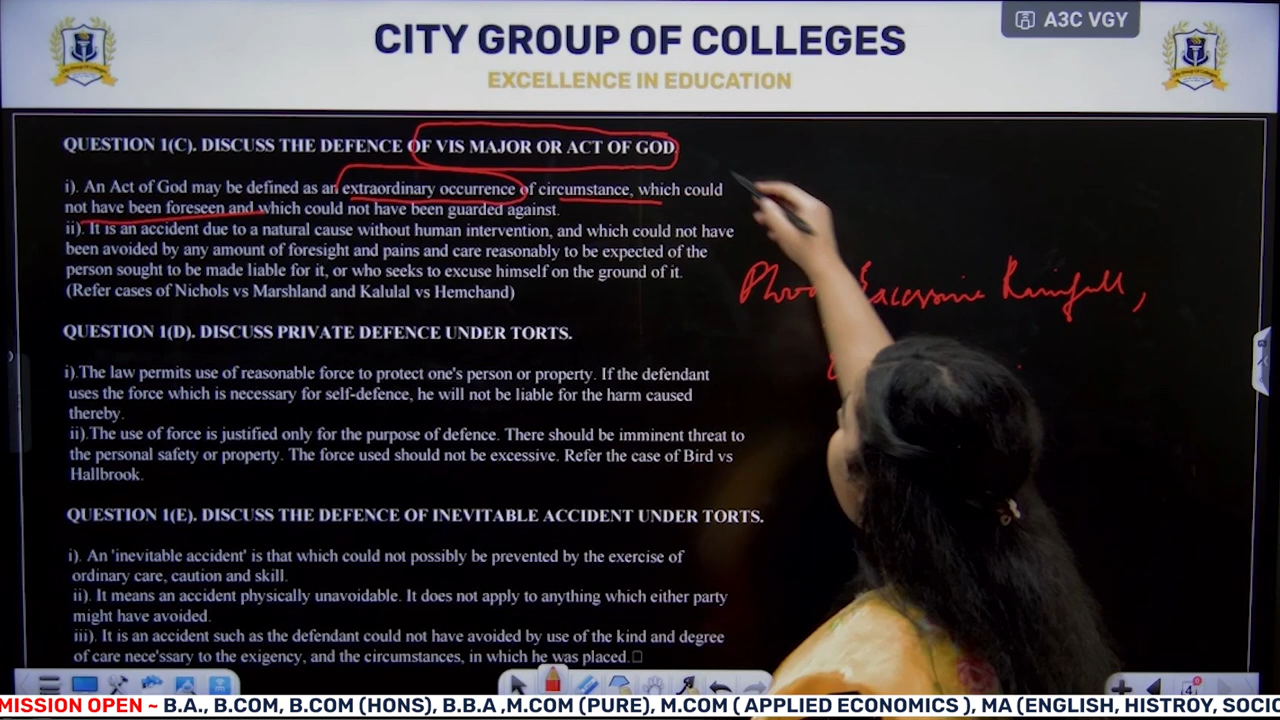 CITY GROUP OF COLLEGES
EXCELLENCE IN EDUCATION
A3C VGY
QUESTION 1(C). DISCUSS THE DEFENCE OF VIS MAJOR OR ACT OF GOD
i). An Act of God may be defined as an extraordinary occurrence of circumstance, which could
not have been foreseen and which could not have been guarded against.
ii). It is an accident due to a natural cause without human intervention, and which could not have
been avoided by any amount of foresight and pains and care reasonably to be expected of the
person sought to be made liable for it, or who seeks to excuse himself on the ground of it.
(Refer cases of Nichols vs Marshland and Kalulal vs Hemchand)
Rainfall,
QUESTION 1(D). DISCUSS PRIVATE DEFENCE UNDER TORTS.
i).The law permits use of reasonable force to protect one's person or property. If the defendant
uses the force which is necessary for self-defence, he will not be liable for the harm caused
thereby.
ii).The use of force is justified only for the purpose of defence. There should be imminent threat to
the personal safety or property. The force used should not be excessive. Refer the case of Bird vs
Hallbrook.
QUESTION 1(E). DISCUSS THE DEFENCE OF INEVITABLE ACCIDENT UNDER TORTS.
i). An 'inevitable accident' is that which could not possibly be prevented by the exercise of
ordinary care, caution and skill.
ii). It means an accident physically unavoidable. It does not apply to anything which either party
might have avoided.
iii). It is an accident such as the defendant could not have avoided by use of the kind and degree
of care nece'ssary to the exigency, and the circumstances, in which he was placed.
MISSION OPEN ~ B.A., B.COM, B.COM (HONS), B.B.A ,M.COM (PURE), M.COM ( APPLIED ECONOMICS ), MA (ENGLISH, HISTROY, SOCIO